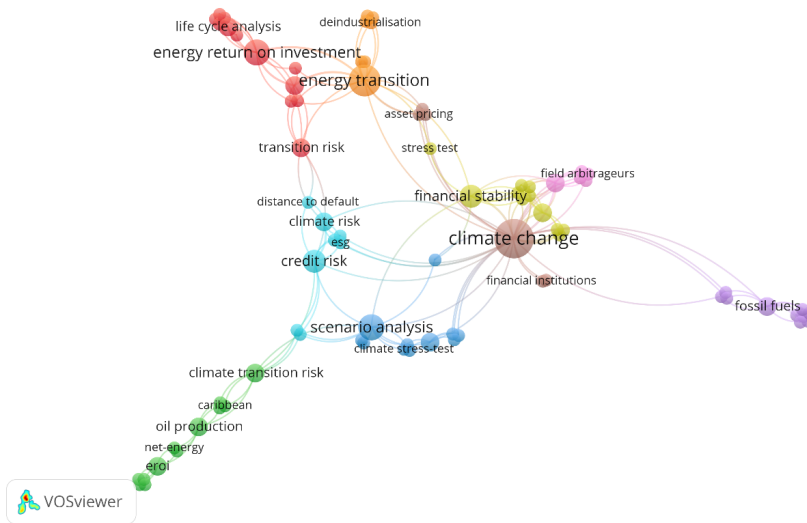 life cycle analysis
deindustrialisation
energy return on investment
energy transition
asset pricing
transition risk
stress test
field arbitrageurs
financial stability
distance to default
climate risk
climate change
esg
credit risk
financial institutions
fossil fuels
scenario analysis
climate stress-test
climate transition risk
caribbean
oil production
net-energy
eroi
VOSviewer